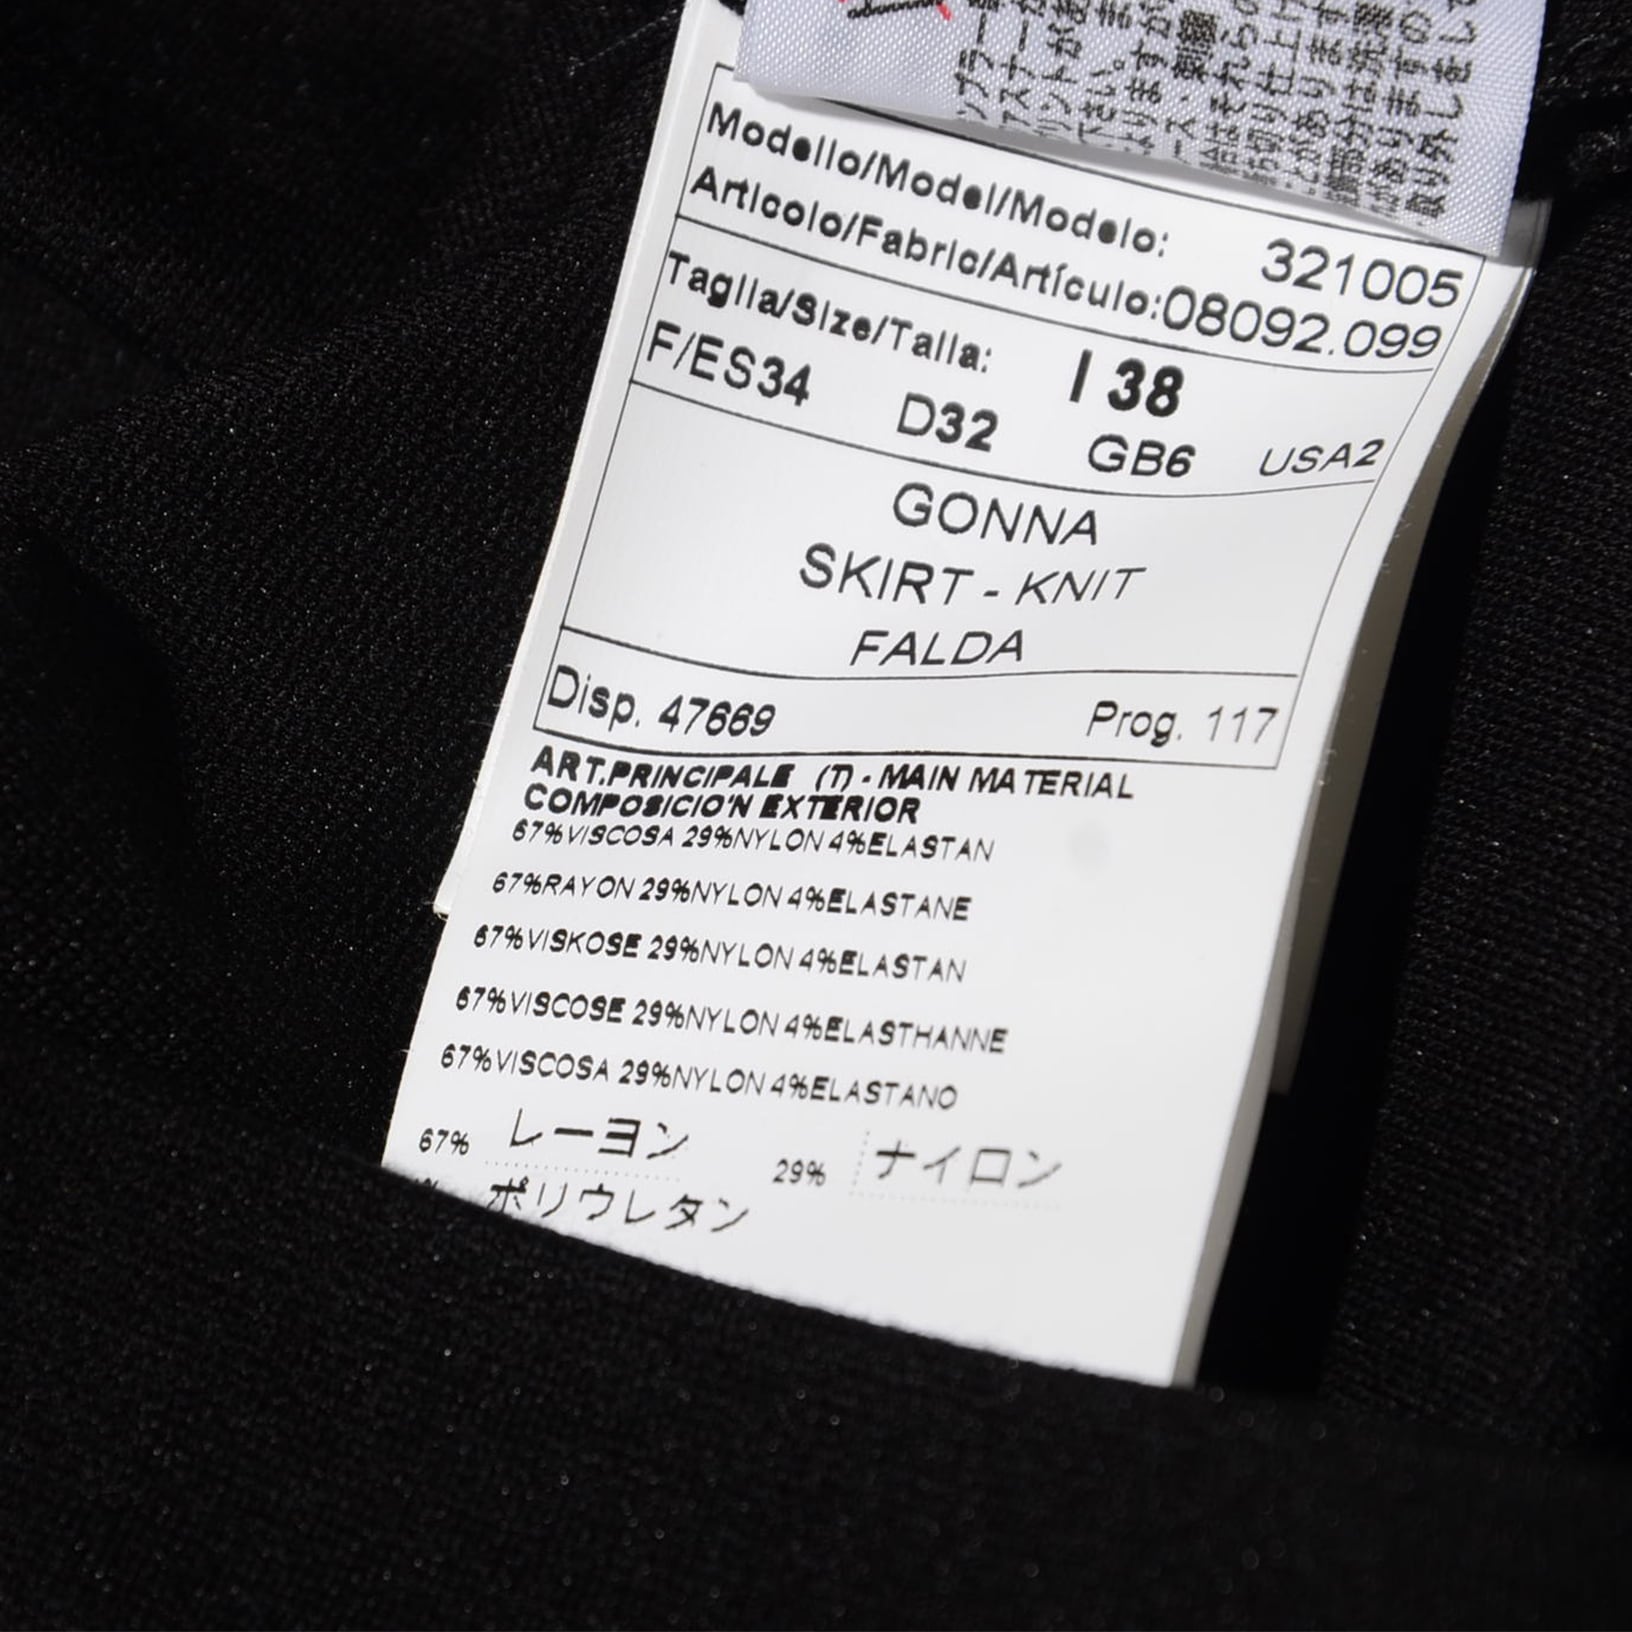 Modello/Model/Modelo: 321005
Articolo/Fabric/Artículo:08092.099
Taglia/Size/Talla: I 38
F/ES34 D32 GB6 USA2
GONNA
SKIRT - KNIT
FALDA
Disp. 47669 Prog. 117
ART.PRINCIPALE (T) - MAIN MATERIAL
COMPOSICIO'N EXTERIOR
67%VISCOSA 29%NYLON 4%ELASTAN
67%RAYON 29%NYLON 4%ELASTANE
67%VISKOSE 29%NYLON 4%ELASTAN
67%VISCOSE 29%NYLON 4%ELASTHANNE
67%VISCOSA 29%NYLON 4%ELASTANO
67% レーヨン 29% ナイロン
ポリウレタン